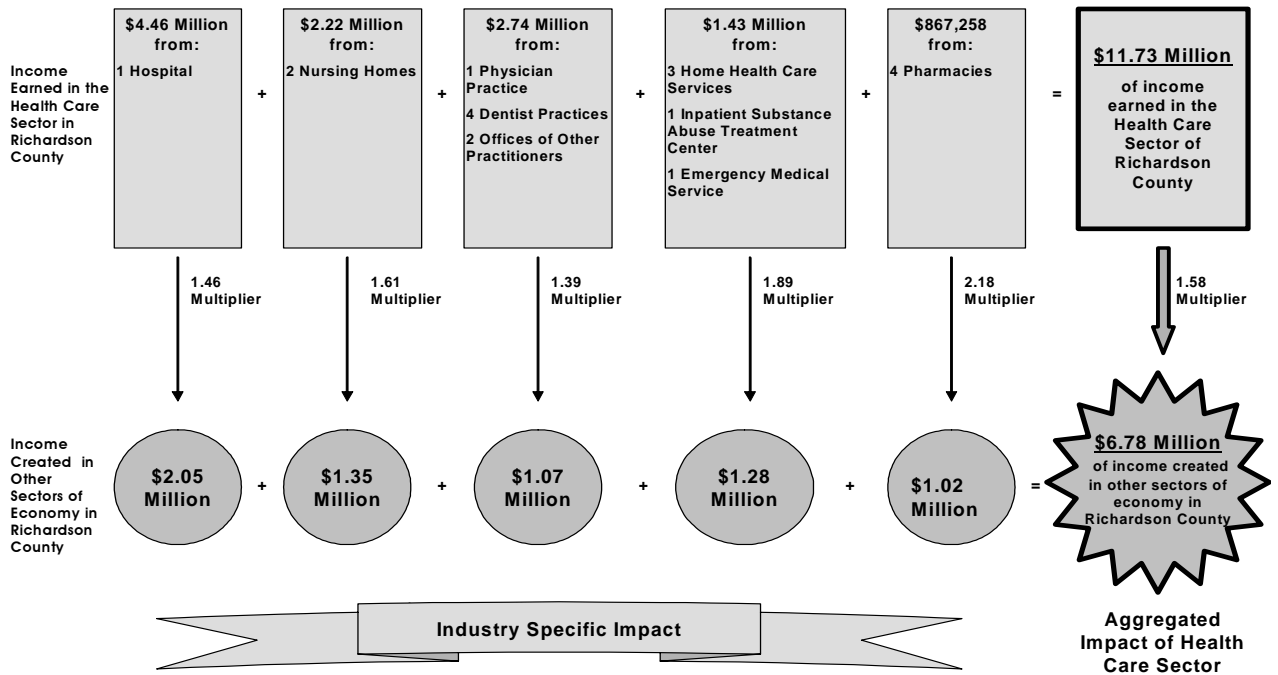 Income
Earned in the
Health Care
Sector in
Richardson
County
$4.46 Million
from:
1 Hospital
+
$2.22 Million
from:
2 Nursing Homes
+
$2.74 Million
from:
1 Physician
Practice
4 Dentist Practices
2 Offices of Other
Practitioners
+
$1.43 Million
from:
3 Home Health Care
Services
1 Inpatient Substance
Abuse Treatment
Center
1 Emergency Medical
Service
+
$867,258
from:
4 Pharmacies
=
$11.73 Million
of income
earned in the
Health Care
Sector of
Richardson
County
1.46
Multiplier
1.61
Multiplier
1.39
Multiplier
1.89
Multiplier
2.18
Multiplier
1.58
Multiplier
Income
Created in
Other
Sectors of
Economy in
Richardson
County
$2.05
Million
+
$1.35
Million
+
$1.07
Million
+
$1.28
Million
+
$1.02
Million
=
$6.78 Million
of income created
in other sectors of
economy in
Richardson County
Industry Specific Impact
Aggregated
Impact of Health
Care Sector